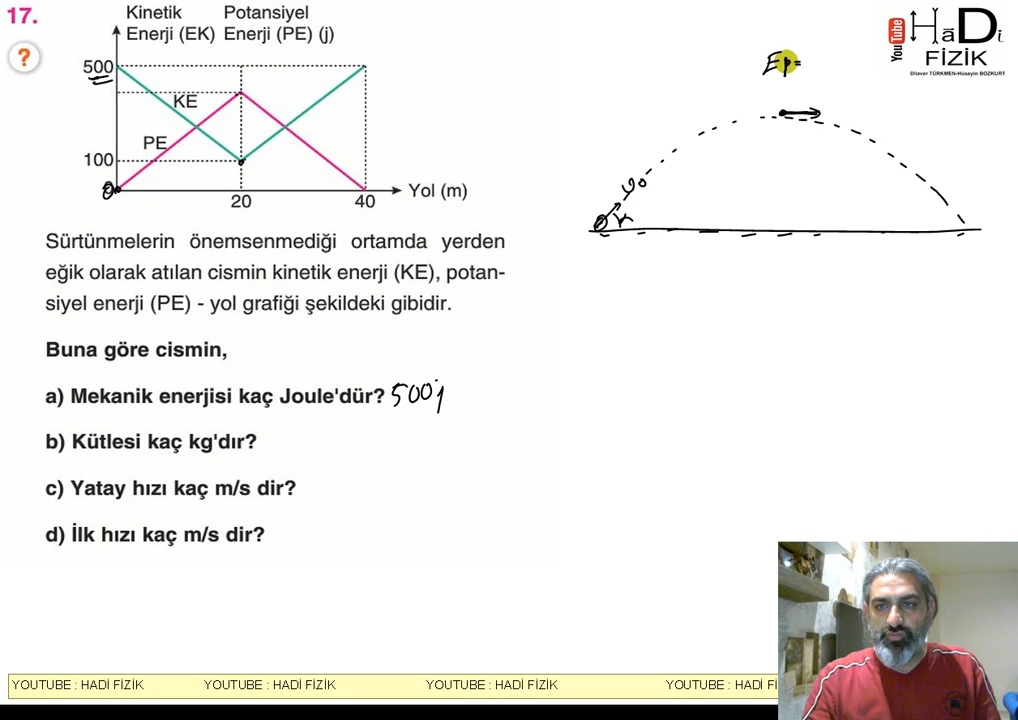 17.
?
Kinetik Potansiyel
Enerji (EK) Enerji (PE) (j)
500
KE
PE
100
0
20
40
Yol (m)
Ep=
υ₀
K
YouTube
HāDi
FİZİK
Dilaver TÜRKMEN-Hüseyin BOZKURT
Sürtünmelerin önemsenmediği ortamda yerden
eğik olarak atılan cismin kinetik enerji (KE), potan-
siyel enerji (PE) - yol grafiği şekildeki gibidir.
Buna göre cismin,
a) Mekanik enerjisi kaç Joule'dür? 500j
b) Kütlesi kaç kg'dır?
c) Yatay hızı kaç m/s dir?
d) İlk hızı kaç m/s dir?
YOUTUBE : HADİ FİZİK YOUTUBE : HADİ FİZİK YOUTUBE : HADİ FİZİK YOUTUBE : HADİ Fİ